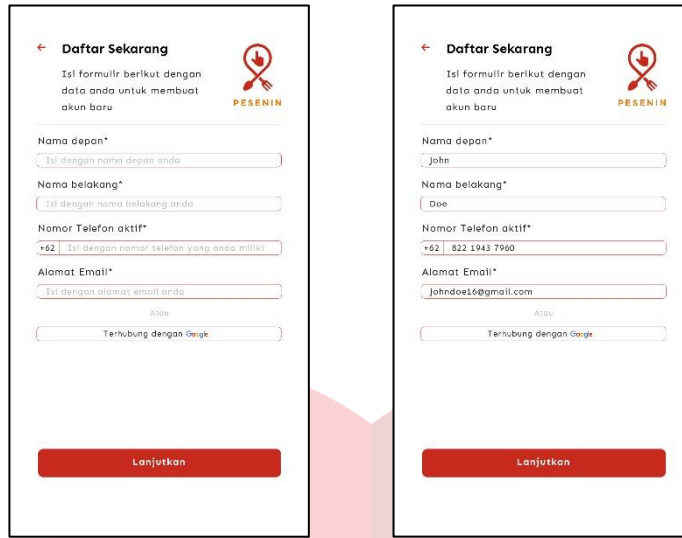 ← Daftar Sekarang
Isi formulir berikut dengan
data anda untuk membuat
akun baru
PESENIN
Nama depan*
Isi dengan nama depan anda
Nama belakang*
Isi dengan nama belakang anda
Nomor Telefon aktif*
+62 Isi dengan nomor telefon yang anda miliki
Alamat Email*
Isi dengan alamat email anda
Atau
Terhubung dengan Google
Lanjutkan
← Daftar Sekarang
Isi formulir berikut dengan
data anda untuk membuat
akun baru
PESENIN
Nama depan*
John
Nama belakang*
Doe
Nomor Telefon aktif*
+62 822 1943 7960
Alamat Email*
Johndoe16@gmail.com
Atau
Terhubung dengan Google
Lanjutkan